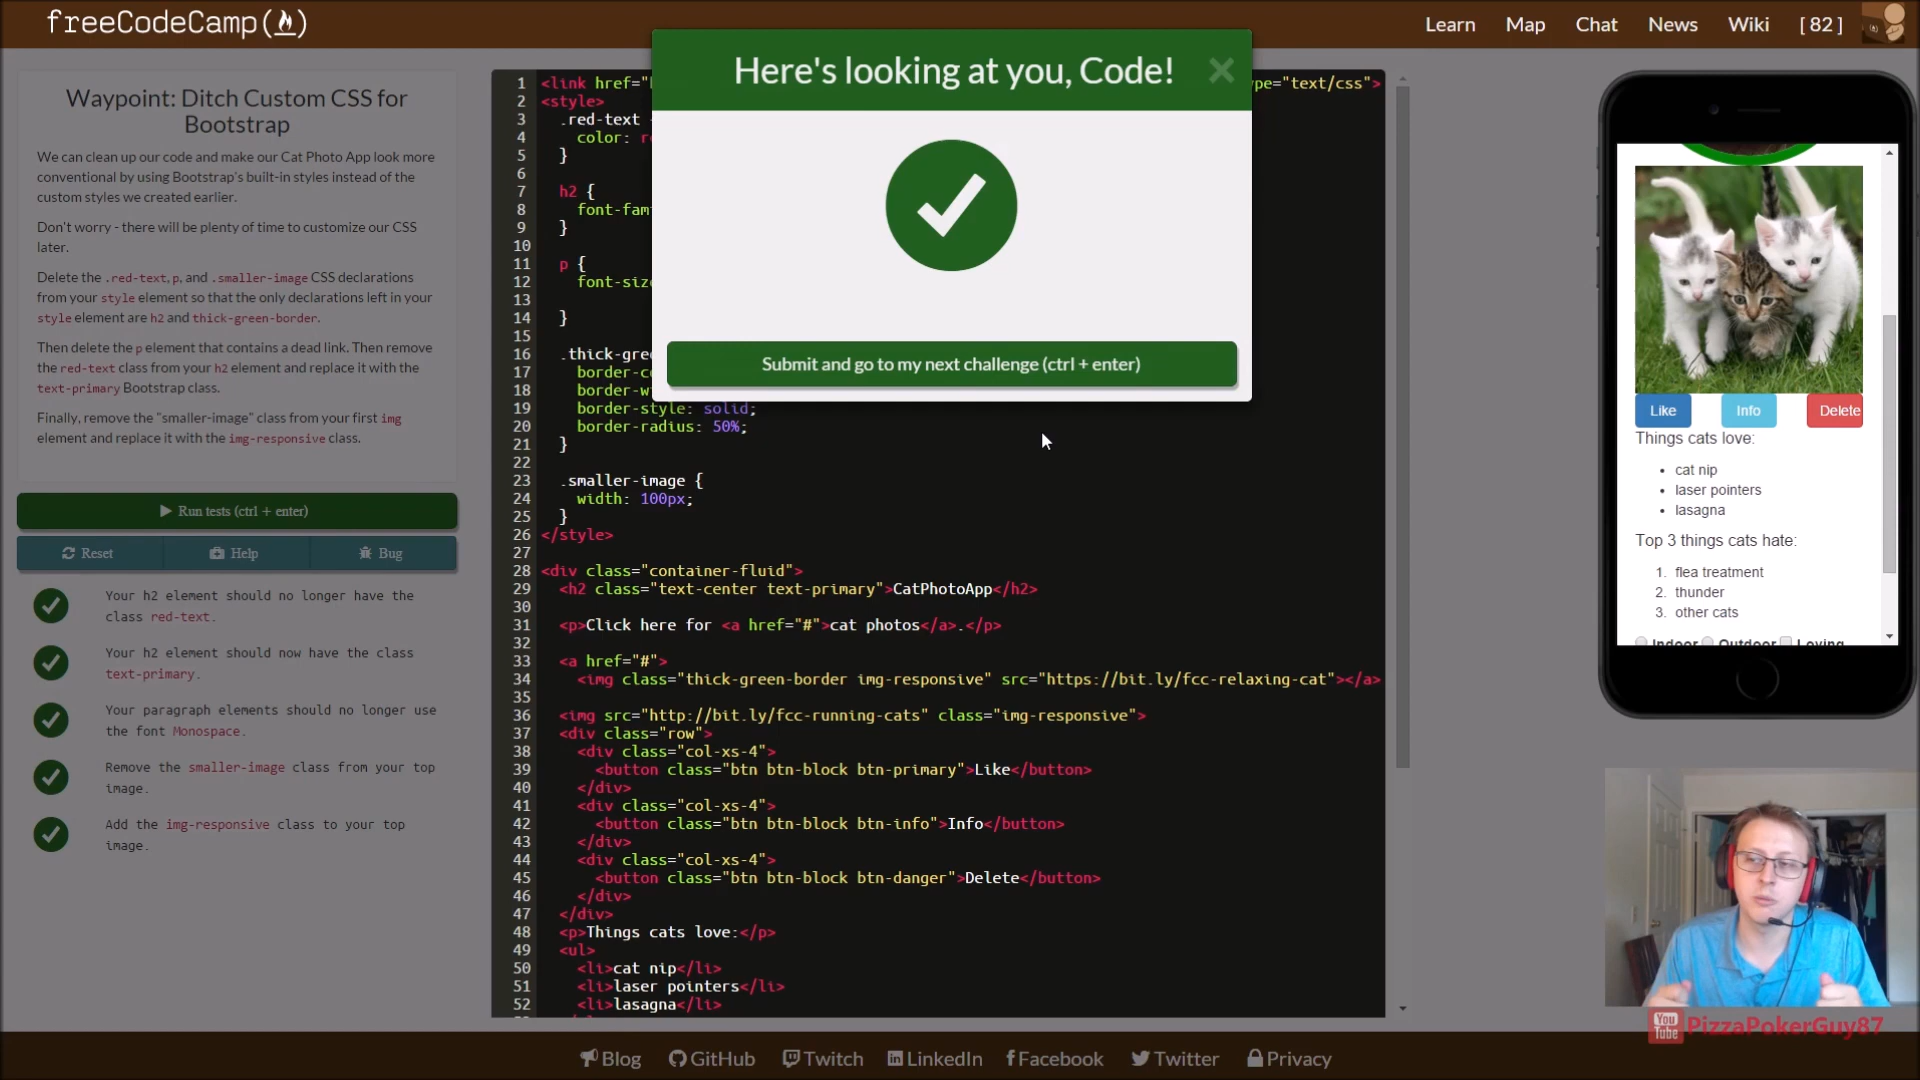 freeCodeCamp
Learn Map Chat News Wiki [ 82 ]
Waypoint: Ditch Custom CSS for
Bootstrap
We can clean up our code and make our Cat Photo App look more
conventional by using Bootstrap's built-in styles instead of the
custom styles we created earlier.
Don't worry - there will be plenty of time to customize our CSS
later.
Delete the .red-text, p, and .smaller-image CSS declarations
from your style element so that the only declarations left in your
style element are h2 and thick-green-border.
Then delete the p element that contains a dead link. Then remove
the red-text class from your h2 element and replace it with the
text-primary Bootstrap class.
Finally, remove the "smaller-image" class from your first img
element and replace it with the img-responsive class.
Run tests (ctrl + enter)
Reset Help Bug
Your h2 element should no longer have the
class red-text.
Your h2 element should now have the class
text-primary.
Your paragraph elements should no longer use
the font Monospace.
Remove the smaller-image class from your top
image.
Add the img-responsive class to your top
image.
Here's looking at you, Code! ×
Submit and go to my next challenge (ctrl + enter)
1 <link href=" type="text/css">
2 <style>
3 .red-text
4 color:
5 }
6
7 h2 {
8 font-fam
9 }
10
11 p {
12 font-size
13
14 }
15
16 .thick-gre
17 border-c
18 border-w
19 border-style: solid;
20 border-radius: 50%;
21 }
22
23 .smaller-image {
24 width: 100px;
25 }
26 </style>
27
28 <div class="container-fluid">
29 <h2 class="text-center text-primary">CatPhotoApp</h2>
30
31 <p>Click here for <a href="#">cat photos</a>.</p>
32
33 <a href="#">
34 <img class="thick-green-border img-responsive" src="https://bit.ly/fcc-relaxing-cat"></a>
35
36 <img src="http://bit.ly/fcc-running-cats" class="img-responsive">
37 <div class="row">
38 <div class="col-xs-4">
39 <button class="btn btn-block btn-primary">Like</button>
40 </div>
41 <div class="col-xs-4">
42 <button class="btn btn-block btn-info">Info</button>
43 </div>
44 <div class="col-xs-4">
45 <button class="btn btn-block btn-danger">Delete</button>
46 </div>
47 </div>
48 <p>Things cats love:</p>
49 <ul>
50 <li>cat nip</li>
51 <li>laser pointers</li>
52 <li>lasagna</li>
Like Info Delete
Things cats love:
• cat nip
• laser pointers
• lasagna
Top 3 things cats hate:
1. flea treatment
2. thunder
3. other cats
Indoor Outdoor Loving
You Tube PizzaPokerGuy87
Blog GitHub Twitch LinkedIn Facebook Twitter Privacy